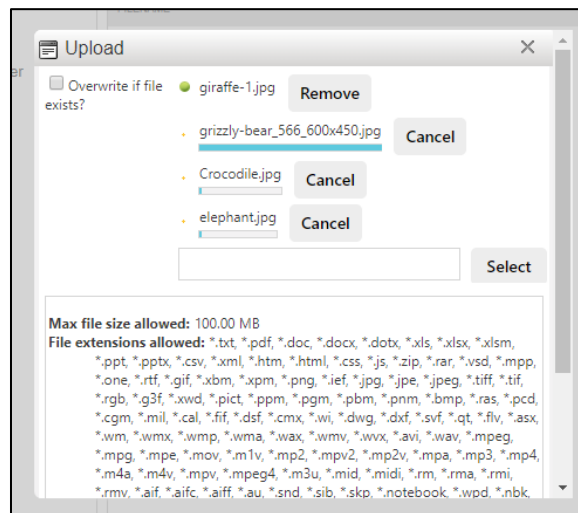 Upload
er
Overwrite if file
exists?
giraffe-1.jpg
Remove
grizzly-bear_566_600x450.jpg
Cancel
Crocodile.jpg
Cancel
elephant.jpg
Cancel
Select
Max file size allowed: 100.00 MB
File extensions allowed: *.txt, *.pdf, *.doc, *.docx, *.dotx, *.xls, *.xlsx, *.xlsm,
*.ppt, *.pptx, *.csv, *.xml, *.htm, *.html, *.css, *.js, *.zip, *.rar, *.vsd, *.mpp,
*.one, *.rtf, *.gif, *.xbm, *.xpm, *.png, *.ief, *.jpg, *.jpe, *.jpeg, *.tiff, *.tif,
*.rgb, *.g3f, *.xwd, *.pict, *.ppm, *.pgm, *.pbm, *.pnm, *.bmp, *.ras, *.pcd,
*.cgm, *.mil, *.cal, *.fif, *.dsf, *.cmx, *.wi, *.dwg, *.dxf, *.svf, *.qt, *.flv, *.asx,
*.wm, *.wmx, *.wmp, *.wma, *.wax, *.wmv, *.wvx, *.avi, *.wav, *.mpeg,
*.mpg, *.mpe, *.mov, *.m1v, *.mp2, *.mpv2, *.mp2v, *.mpa, *.mp3, *.mp4,
*.m4a, *.m4v, *.mpv, *.mpeg4, *.m3u, *.mid, *.midi, *.rm, *.rma, *.rmi,
*.rmv, *.aif, *.aifc, *.aiff, *.au, *.snd, *.sib, *.skp, *.notebook, *.wpd, *.nbk,